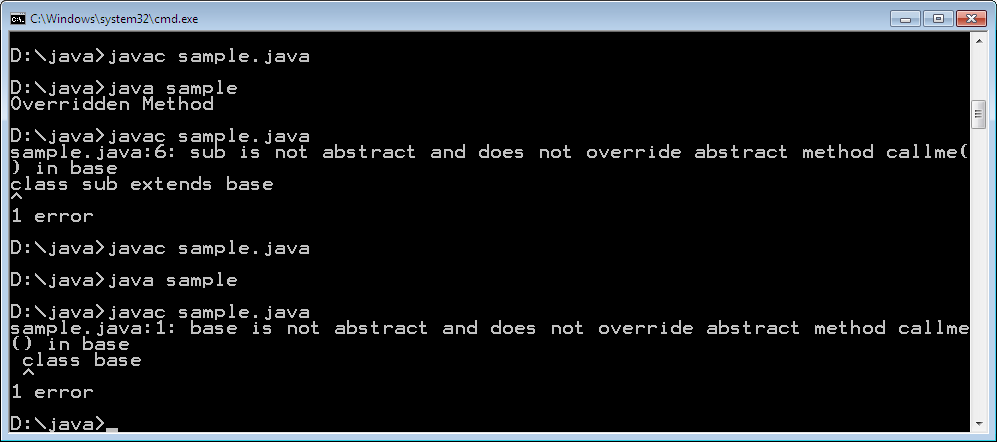 C:\Windows\system32\cmd.exe
D:\java>javac sample.java
D:\java>java sample
Overridden Method
D:\java>javac sample.java
sample.java:6: sub is not abstract and does not override abstract method callme(
) in base
class sub extends base
^
1 error
D:\java>javac sample.java
D:\java>java sample
D:\java>javac sample.java
sample.java:1: base is not abstract and does not override abstract method callme
() in base
 class base
 ^
1 error
D:\java>_